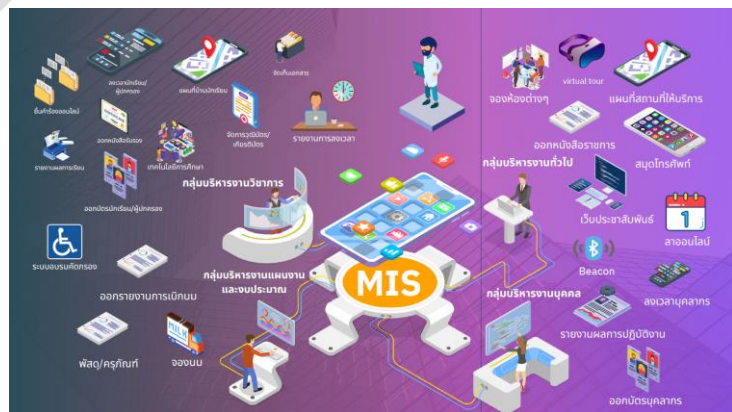 ยื่นคำร้องออนไลน์
ลงเวลานักเรียน/
ผู้ปกครอง
แผนที่บ้านนักเรียน
จัดเก็บเอกสาร
รายงานผลการเรียน
ออกหนังสือรับรอง
เทคโนโลยีการศึกษา
จัดการวุฒิบัตร/
เกียรติบัตร
รายงานการลงเวลา
ออกบัตรนักเรียน/ผู้ปกครอง
กลุ่มบริหารงานวิชาการ
จองห้องต่างๆ
virtual tour
แผนที่สถานที่ให้บริการ
ออกหนังสือราชการ
สมุดโทรศัพท์
กลุ่มบริหารงานทั่วไป
เว็บประชาสัมพันธ์
1
ลาออนไลน์
ระบบอบรมคัดกรอง
ออกรายงานการเบิกนม
กลุ่มบริหารงานแผนงาน
และงบประมาณ
พัสดุ/ครุภัณฑ์
MILK
จองนม
MIS
Beacon
กลุ่มบริหารงานบุคคล
ลงเวลาบุคลากร
รายงานผลการปฏิบัติงาน
ออกบัตรบุคลากร